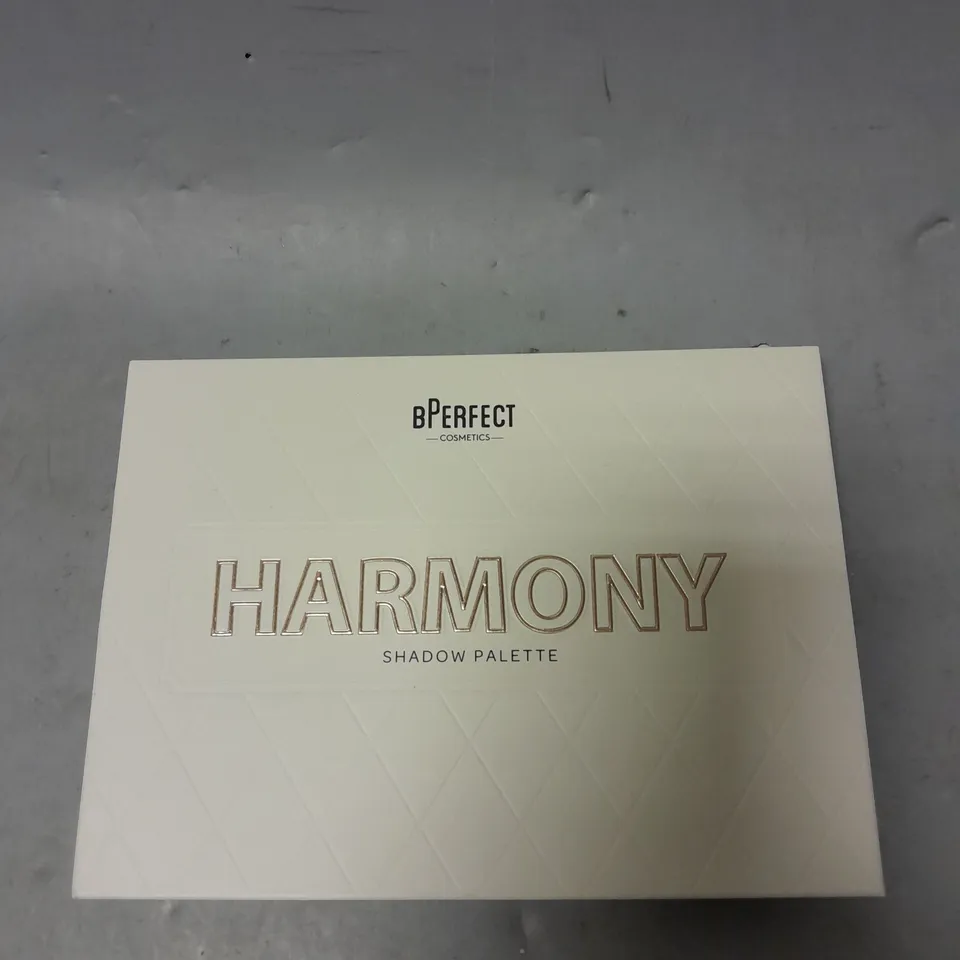 BPERFECT
COSMETICS
HARMONY
SHADOW PALETTE